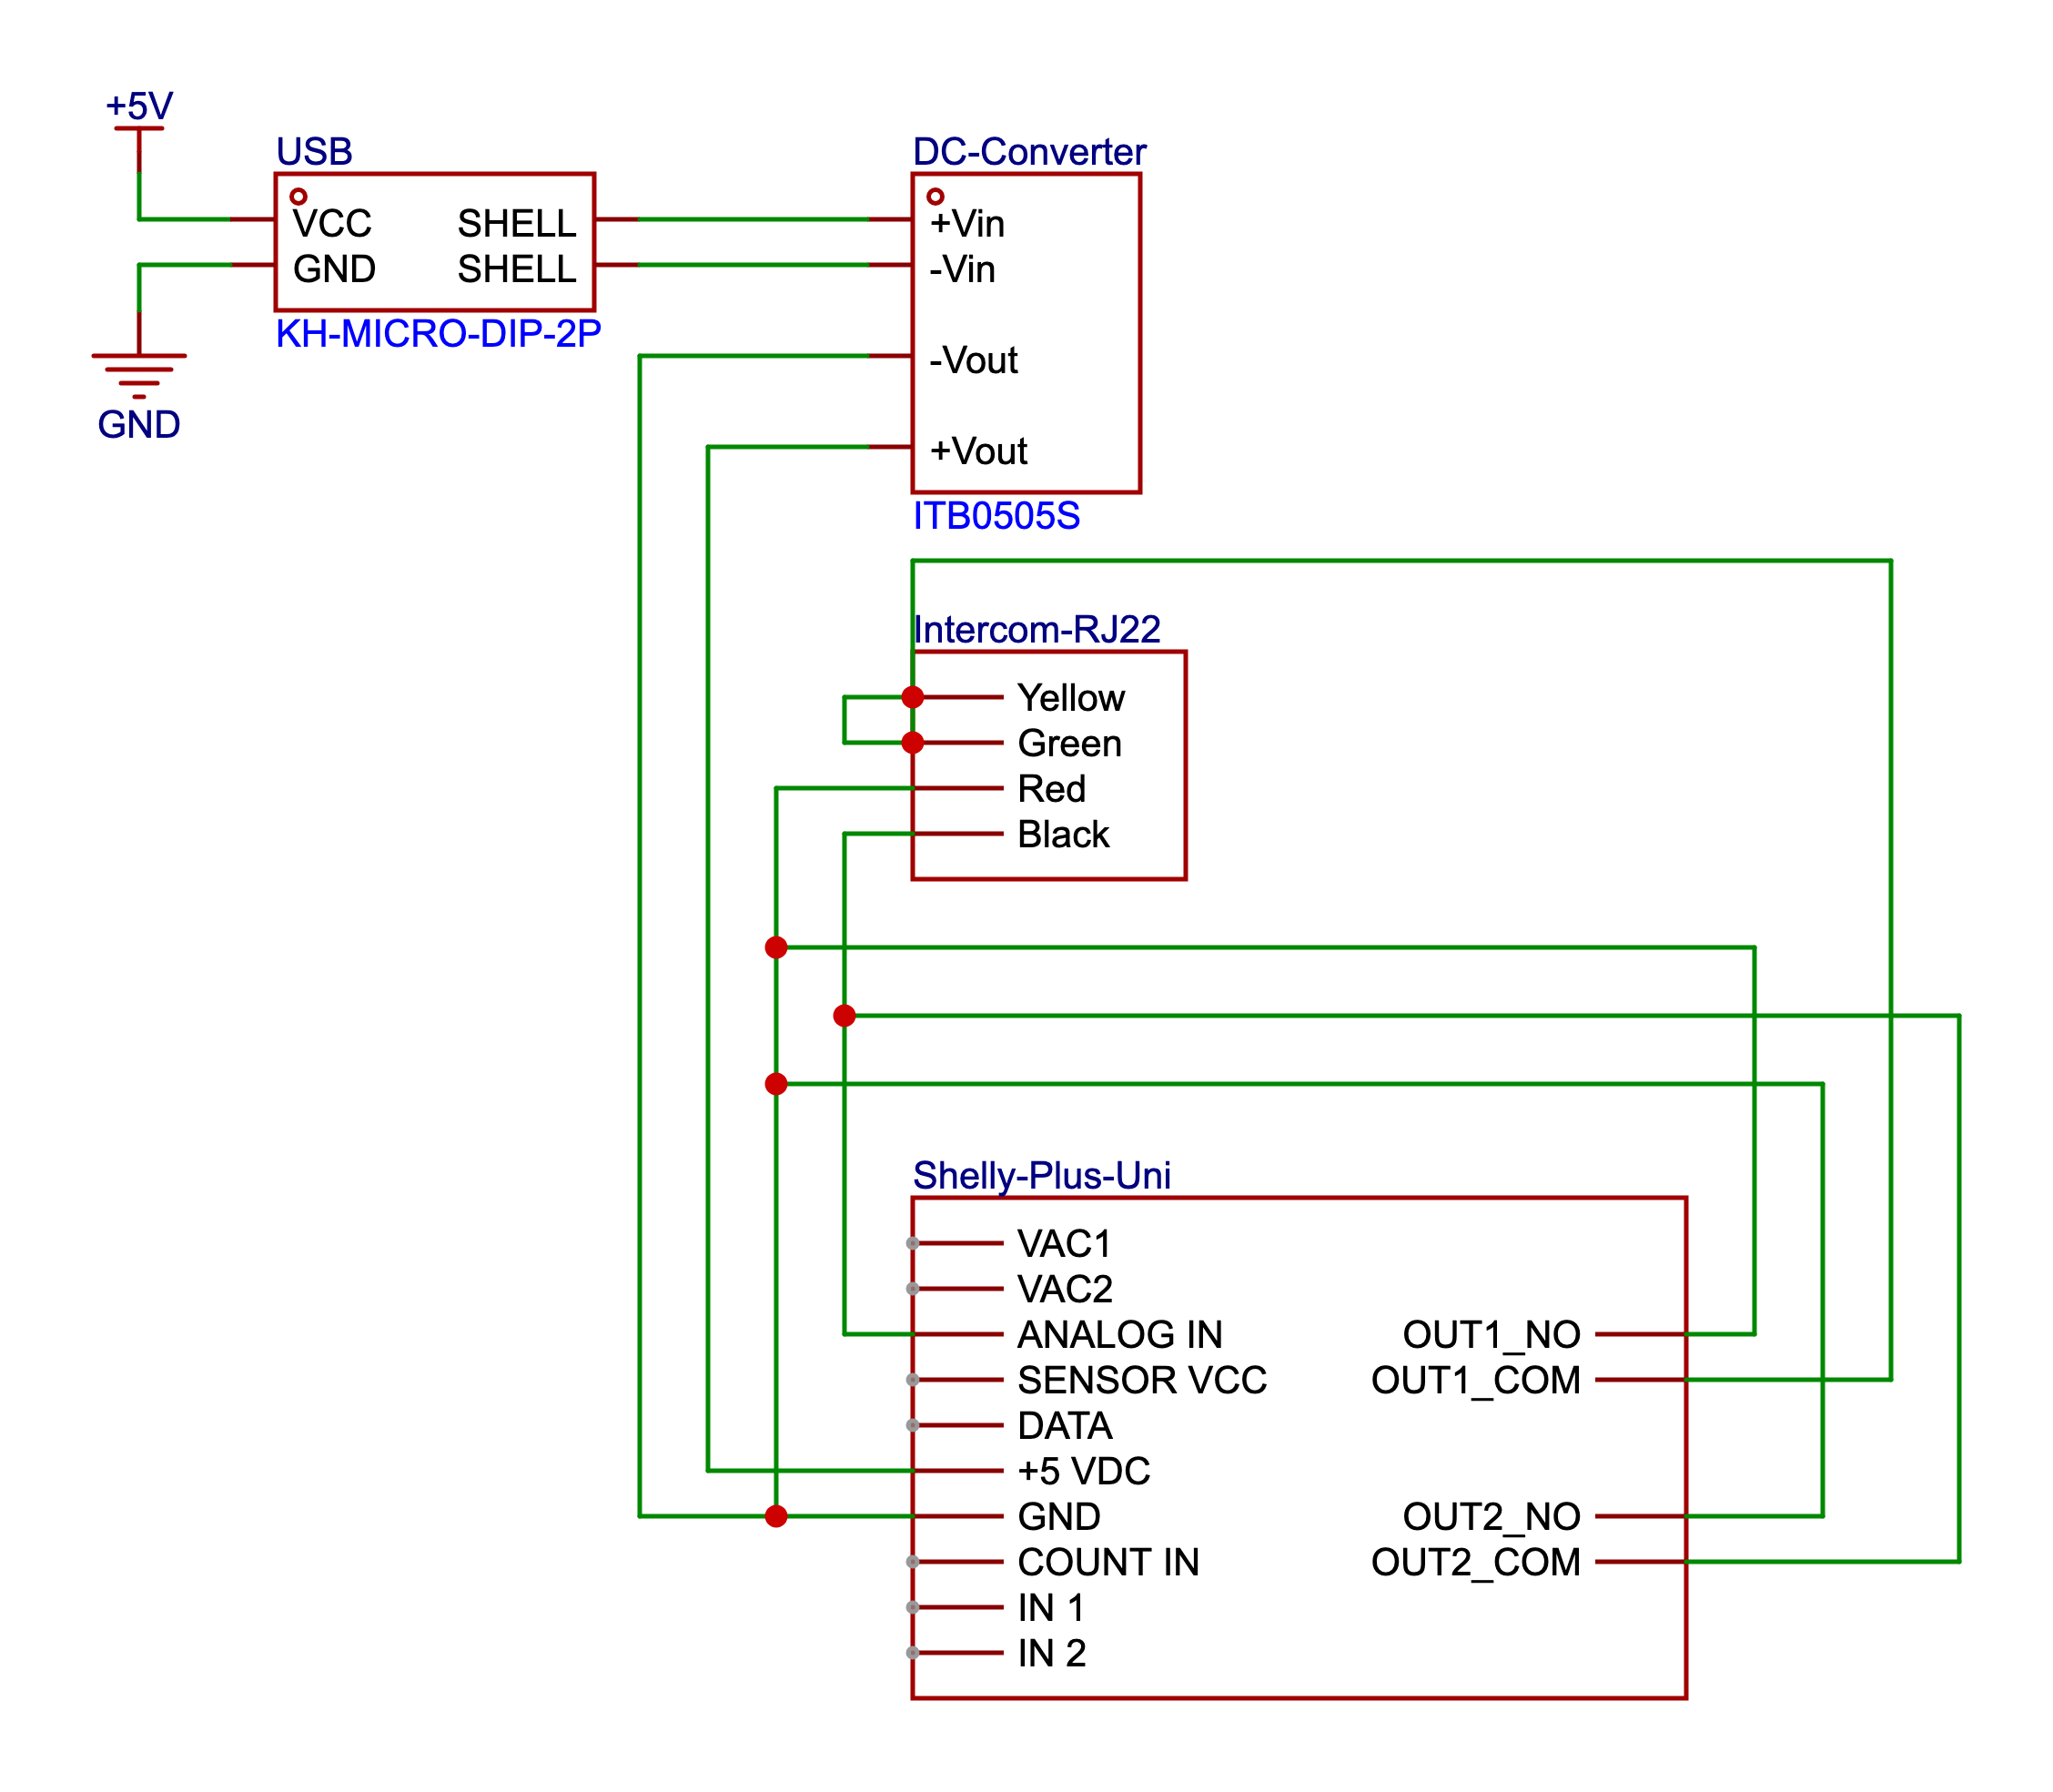 +5V
USB
VCC
GND
SHELL
SHELL
KH-MICRO-DIP-2P
GND
DC-Converter
+Vin
-Vin
-Vout
+Vout
ITB0505S
Intercom-RJ22
Yellow
Green
Red
Black
Shelly-Plus-Uni
VAC1
VAC2
ANALOG IN
SENSOR VCC
DATA
+5 VDC
GND
COUNT IN
IN 1
IN 2
OUT1_NO
OUT1_COM
OUT2_NO
OUT2_COM